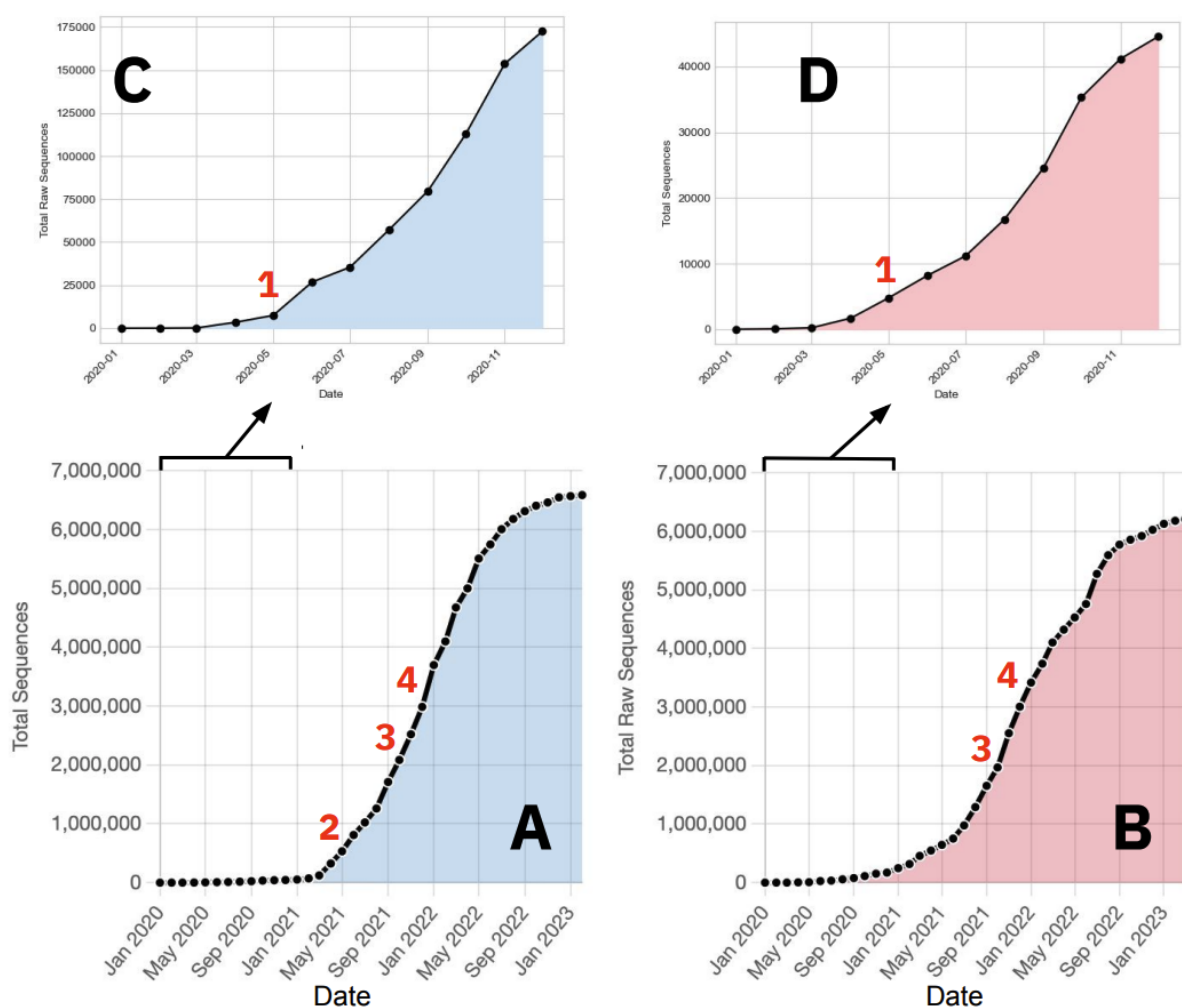 C
175000
150000
125000
100000
75000
50000
25000
0
Total Raw Sequences
1
2020-01
2020-03
2020-05
2020-07
2020-09
2020-11
Date
D
40000
30000
20000
10000
0
Total Sequences
1
2020-01
2020-03
2020-05
2020-07
2020-09
2020-11
Date
7,000,000
6,000,000
5,000,000
4,000,000
3,000,000
2,000,000
1,000,000
0
Total Sequences
4
3
2
A
Jan 2020
May 2020
Sep 2020
Jan 2021
May 2021
Sep 2021
Jan 2022
May 2022
Sep 2022
Jan 2023
Date
7,000,000
6,000,000
5,000,000
4,000,000
3,000,000
2,000,000
1,000,000
0
Total Raw Sequences
4
3
B
Jan 2020
May 2020
Sep 2020
Jan 2021
May 2021
Sep 2021
Jan 2022
May 2022
Sep 2022
Jan 2023
Date